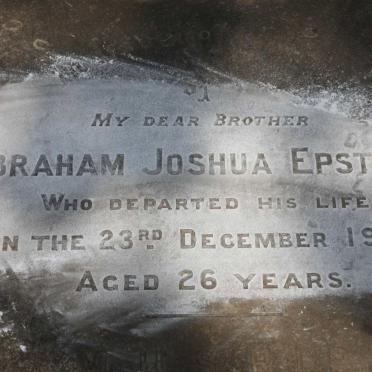 MY DEAR BROTHER
BRAHAM JOSHUA EPST
WHO DEPARTED HIS LIFE
N THE 23RD DECEMBER 19
AGED 26 YEARS.